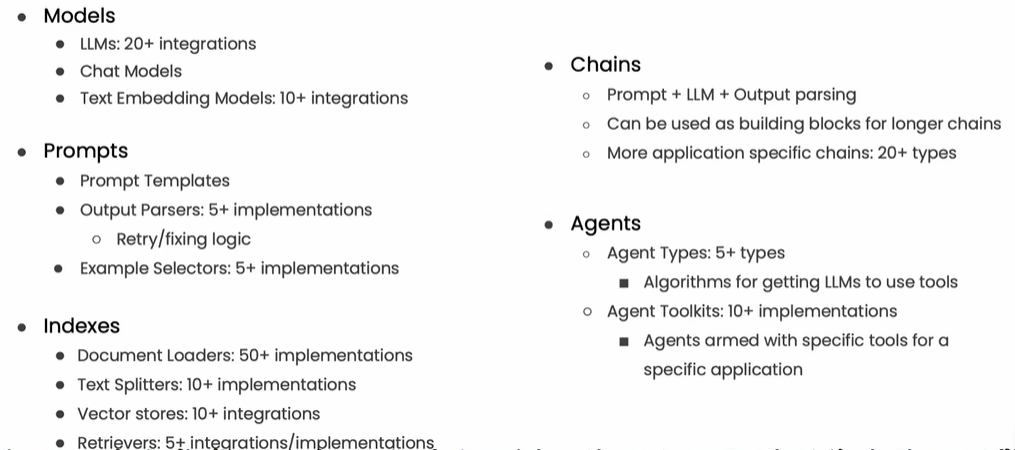 Models
LLMs: 20+ integrations
Chat Models
Text Embedding Models: 10+ integrations
Prompts
Prompt Templates
Output Parsers: 5+ implementations
Retry/fixing logic
Example Selectors: 5+ implementations
Indexes
Document Loaders: 50+ implementations
Text Splitters: 10+ implementations
Vector stores: 10+ integrations
Retrievers: 5+ integrations/implementations
Chains
Prompt + LLM + Output parsing
Can be used as building blocks for longer chains
More application specific chains: 20+ types
Agents
Agent Types: 5+ types
Algorithms for getting LLMs to use tools
Agent Toolkits: 10+ implementations
Agents armed with specific tools for a
specific application